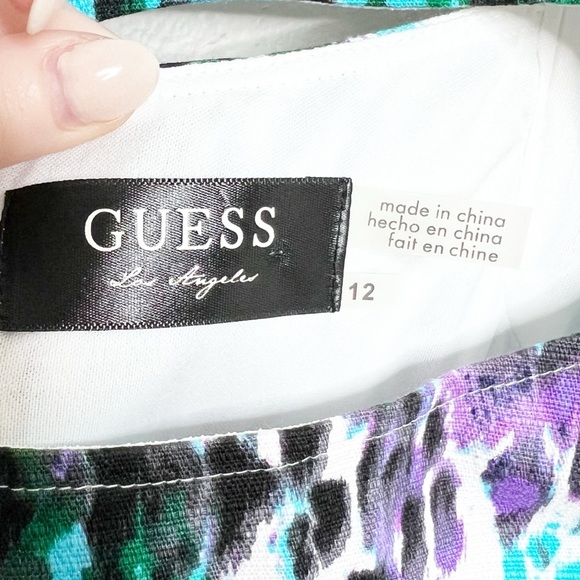 GUESS
Los Angeles
made in china
hecho en china
fait en chine
12